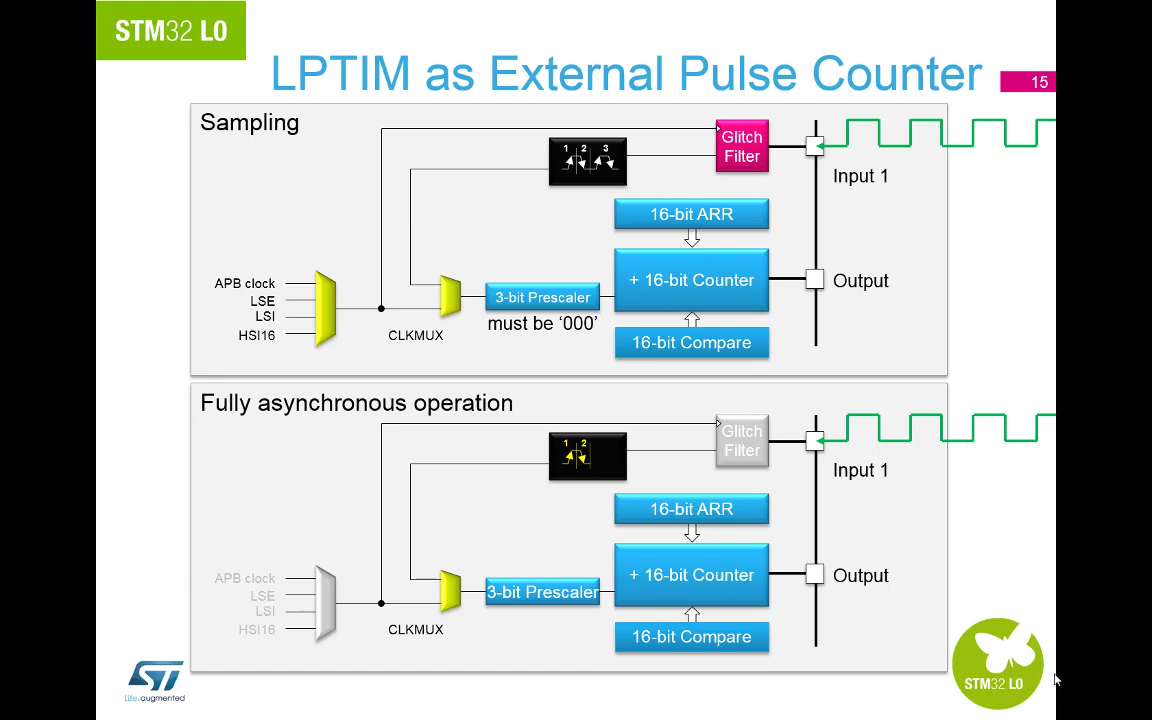 STM32 L0
LPTIM as External Pulse Counter
15
Sampling
Glitch
Filter
1 2 3
Input 1
16-bit ARR
APB clock
LSE
LSI
HSI16
CLKMUX
3-bit Prescaler
must be ‘000’
+ 16-bit Counter
Output
16-bit Compare
Fully asynchronous operation
Glitch
Filter
1 2
Input 1
16-bit ARR
APB clock
LSE
LSI
HSI16
CLKMUX
3-bit Prescaler
+ 16-bit Counter
Output
16-bit Compare
ST
life.augmented
STM32 L0